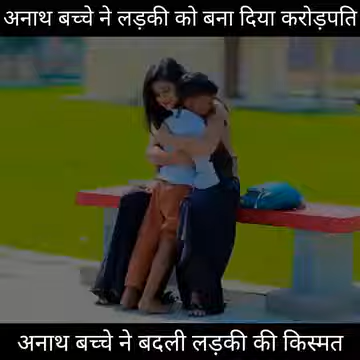 अनाथ बच्चे ने लड़की को बना दिया करोड़पति
अनाथ बच्चे ने बदली लड़की की किस्मत